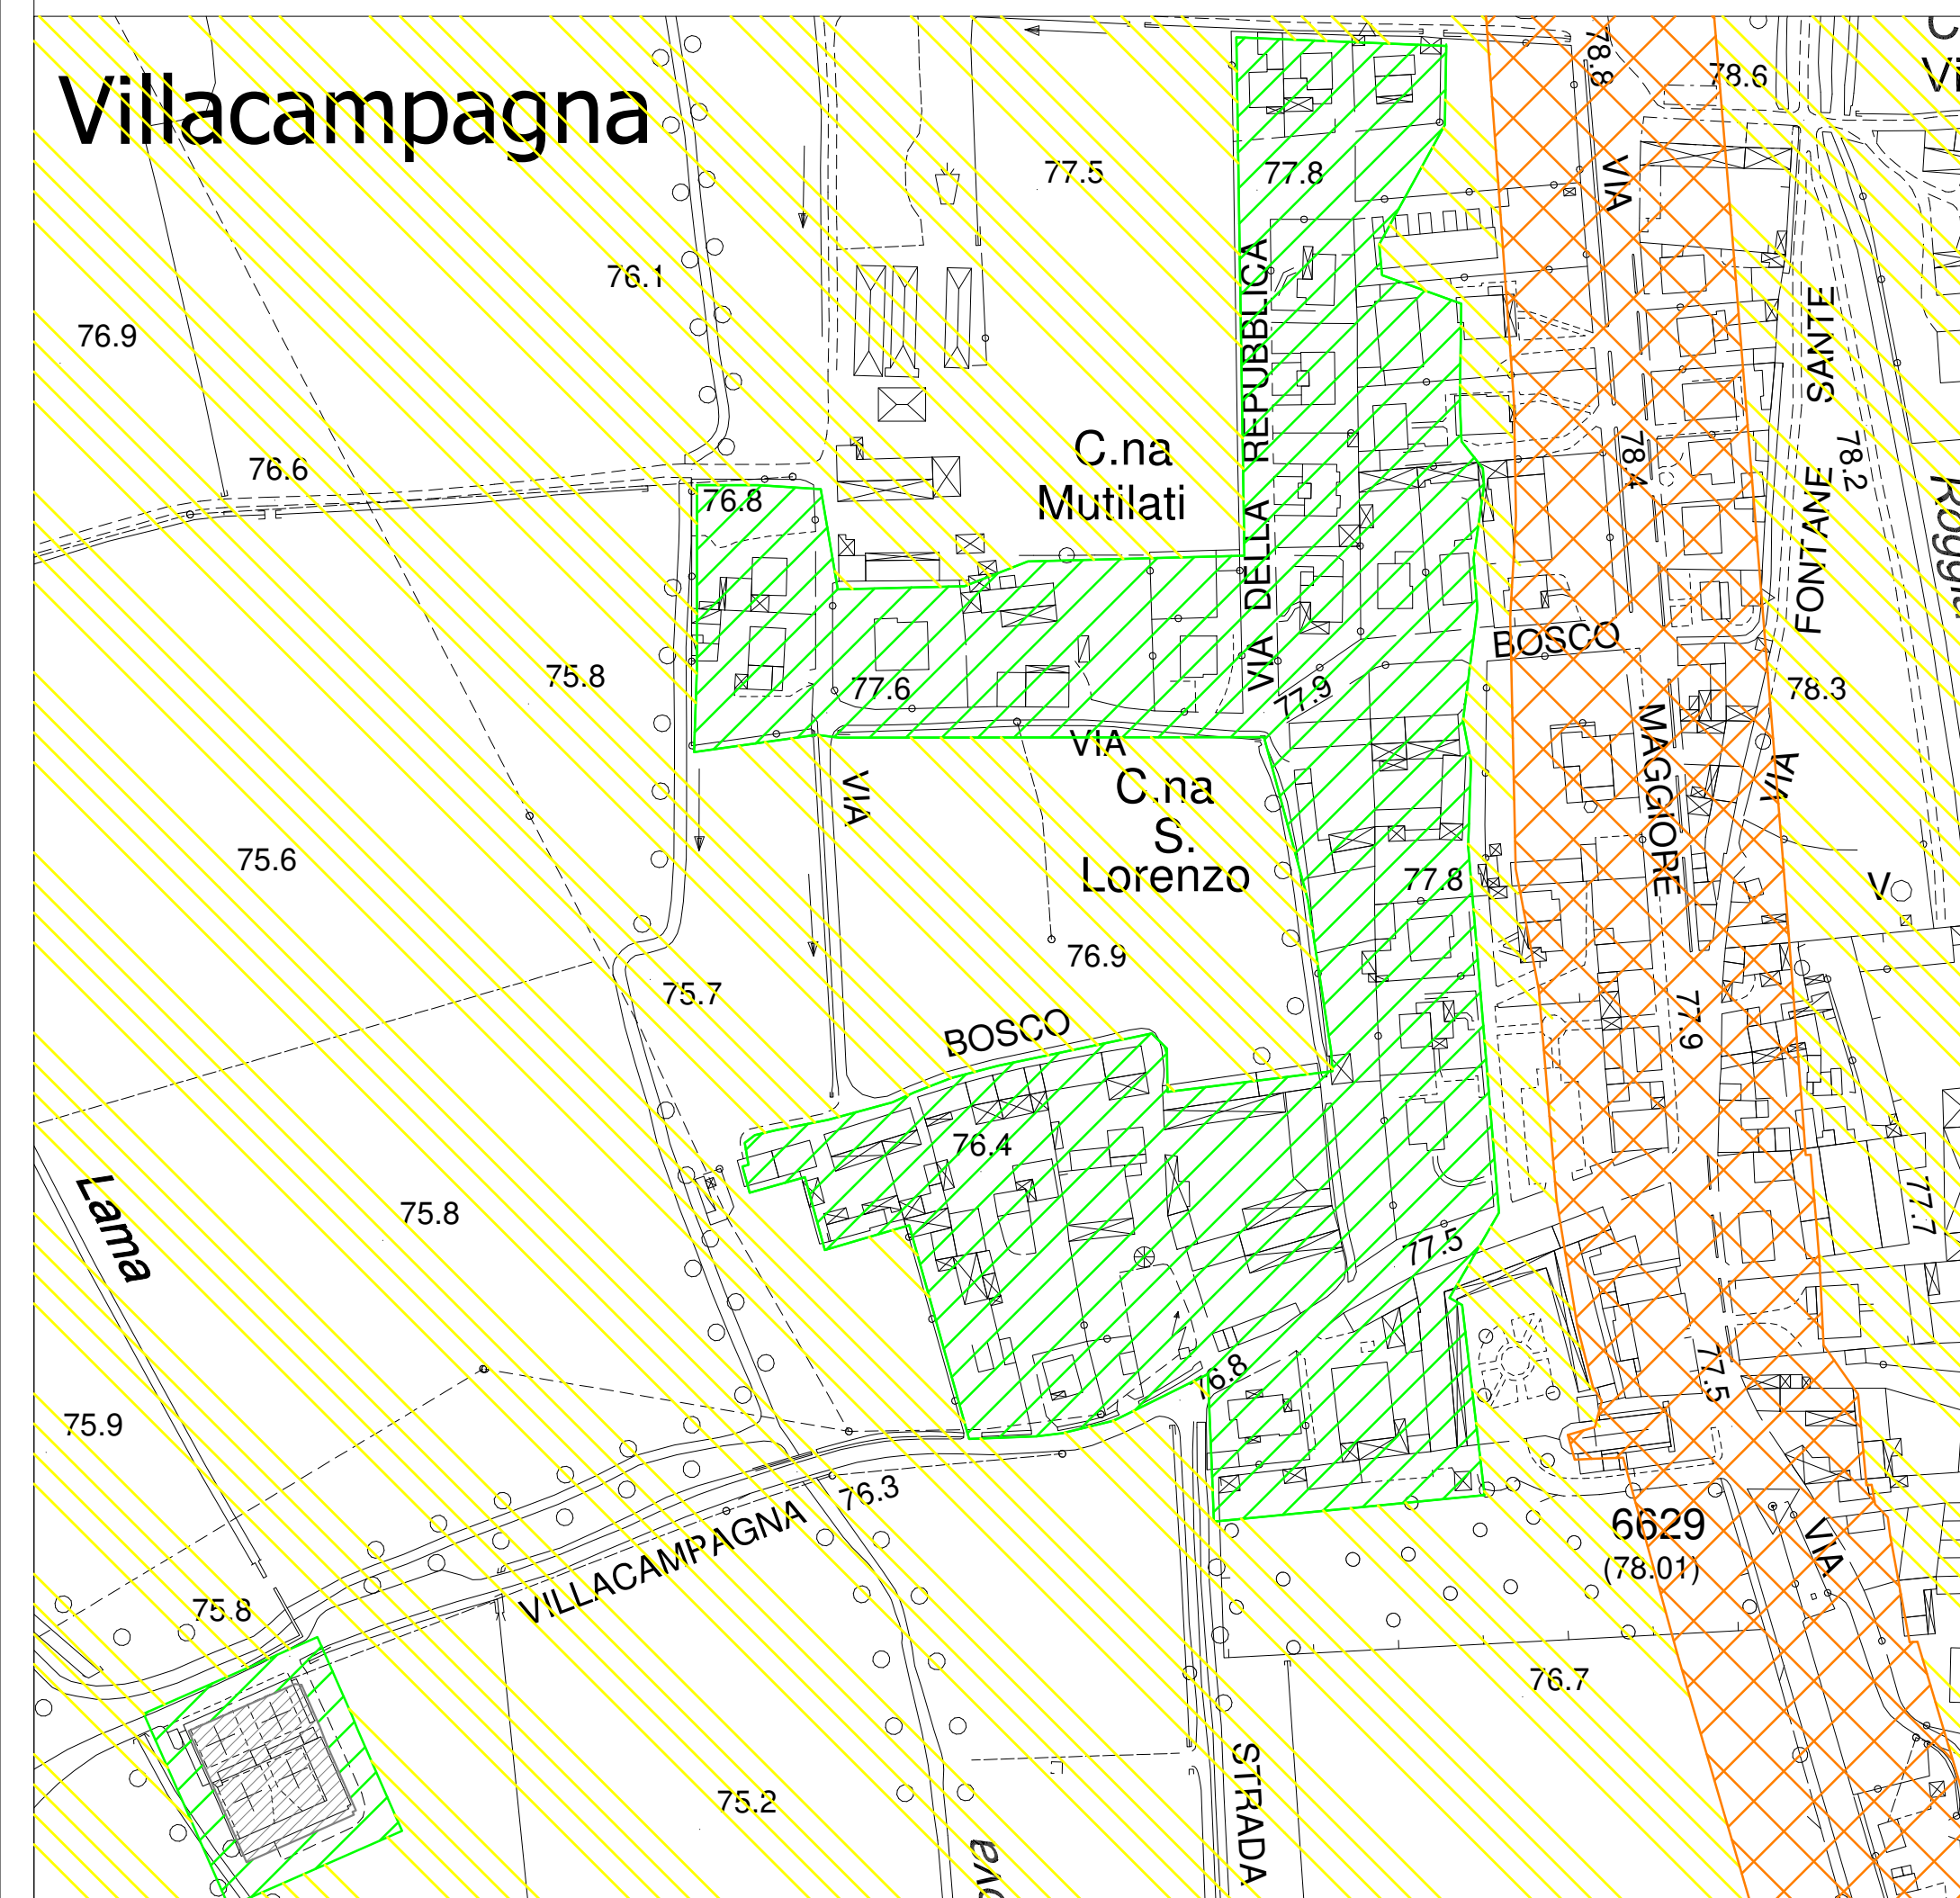 Villacampagna
78.8
78.6
77.5
77.8
VIA
76.1
76.9
VIA DELLA REPUBBLICA
SANTE
FONTANE
VIA
78.2
78.4
76.6
C.na
Mutilati
76.8
BOSCO
75.8
77.6
77.9
78.3
MAGGIORE
VIA
C.na
S.
Lorenzo
VIA
75.6
77.8
V
76.9
75.7
77.9
BOSCO
76.4
Lama
75.8
77.7
77.5
76.8
77.5
75.9
76.3
VILLACAMPAGNA
6629
(78.01)
VIA
75.8
76.7
STRADA
75.2